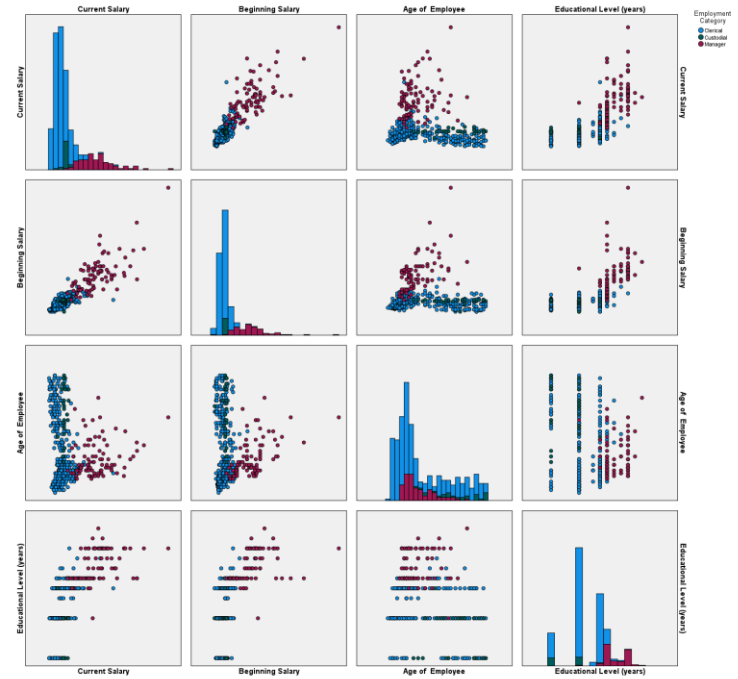 Current Salary
Beginning Salary
Age of Employee
Educational Level (years)
Employment
Category
Clerical
Custodial
Manager
Current Salary
Current Salary
Beginning Salary
Beginning Salary
Age of Employee
Age of Employee
Educational Level (years)
Educational Level (years)
Current Salary
Beginning Salary
Age of Employee
Educational Level (years)